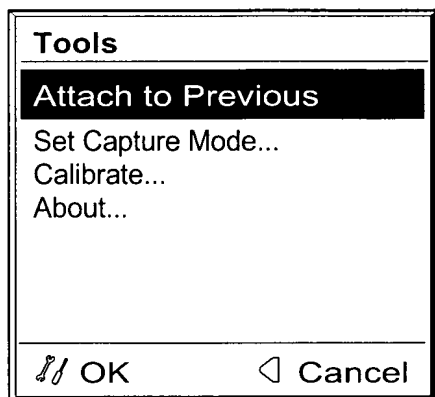 Tools
Attach to Previous
Set Capture Mode...
Calibrate...
About...
OK Cancel